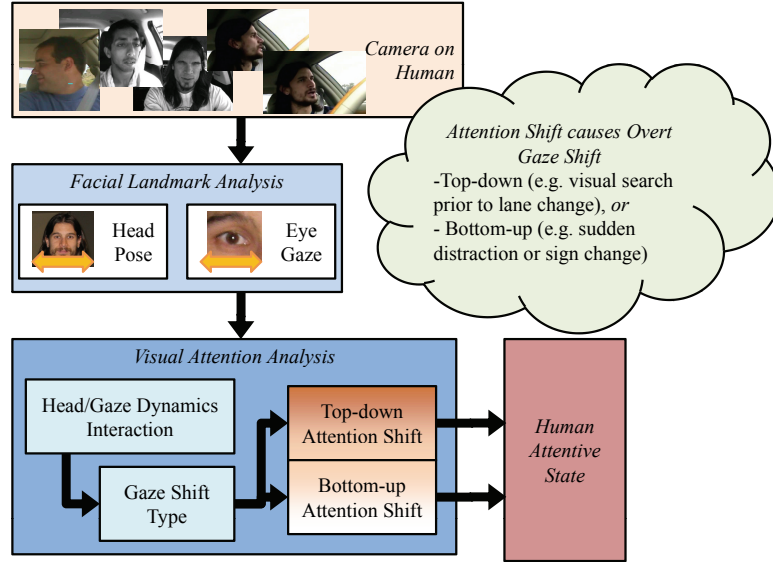 Camera on
Human
Attention Shift causes Overt
Gaze Shift
-Top-down (e.g. visual search
prior to lane change), or
- Bottom-up (e.g. sudden
distraction or sign change)
Facial Landmark Analysis
Head
Pose
Eye
Gaze
Visual Attention Analysis
Head/Gaze Dynamics
Interaction
Gaze Shift
Type
Top-down
Attention Shift
Bottom-up
Attention Shift
Human
Attentive
State